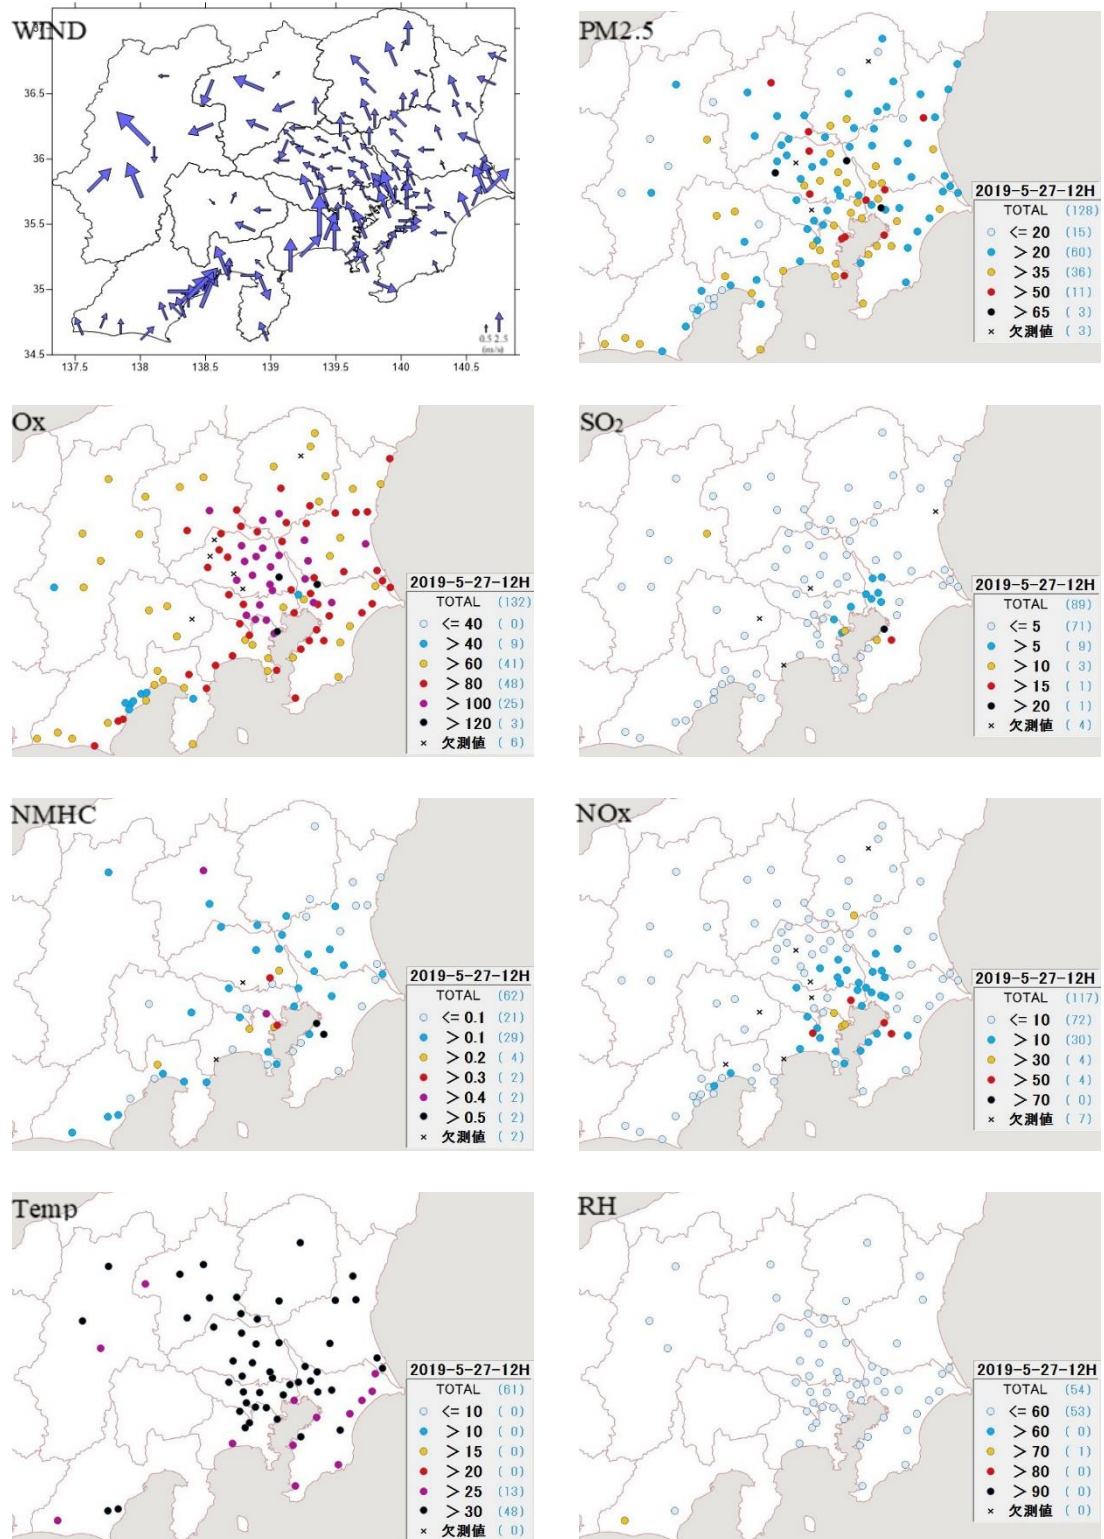 WIND
36.5
36
35.5
35
34.5
137.5 138 138.5 139 139.5 140 140.5
0.5 2.5
(m/s)
PM2.5
2019-5-27-12H
TOTAL (128)
<= 20 (15)
> 20 (60)
> 35 (36)
> 50 (11)
> 65 (3)
× 欠測値 (3)
Ox
2019-5-27-12H
TOTAL (132)
<= 40 (0)
> 40 (9)
> 60 (41)
> 80 (48)
> 100 (25)
> 120 (3)
× 欠測値 (6)
SO₂
2019-5-27-12H
TOTAL (89)
<= 5 (71)
> 5 (9)
> 10 (3)
> 15 (1)
> 20 (1)
× 欠測値 (4)
NMHC
2019-5-27-12H
TOTAL (62)
<= 0.1 (21)
> 0.1 (29)
> 0.2 (4)
> 0.3 (2)
> 0.4 (2)
> 0.5 (2)
× 欠測値 (2)
NOx
2019-5-27-12H
TOTAL (117)
<= 10 (72)
> 10 (30)
> 30 (4)
> 50 (4)
> 70 (0)
× 欠測値 (7)
Temp
2019-5-27-12H
TOTAL (61)
<= 10 (0)
> 10 (0)
> 15 (0)
> 20 (0)
> 25 (13)
> 30 (48)
× 欠測値 (0)
RH
2019-5-27-12H
TOTAL (54)
<= 60 (53)
> 60 (0)
> 70 (1)
> 80 (0)
> 90 (0)
× 欠測値 (0)